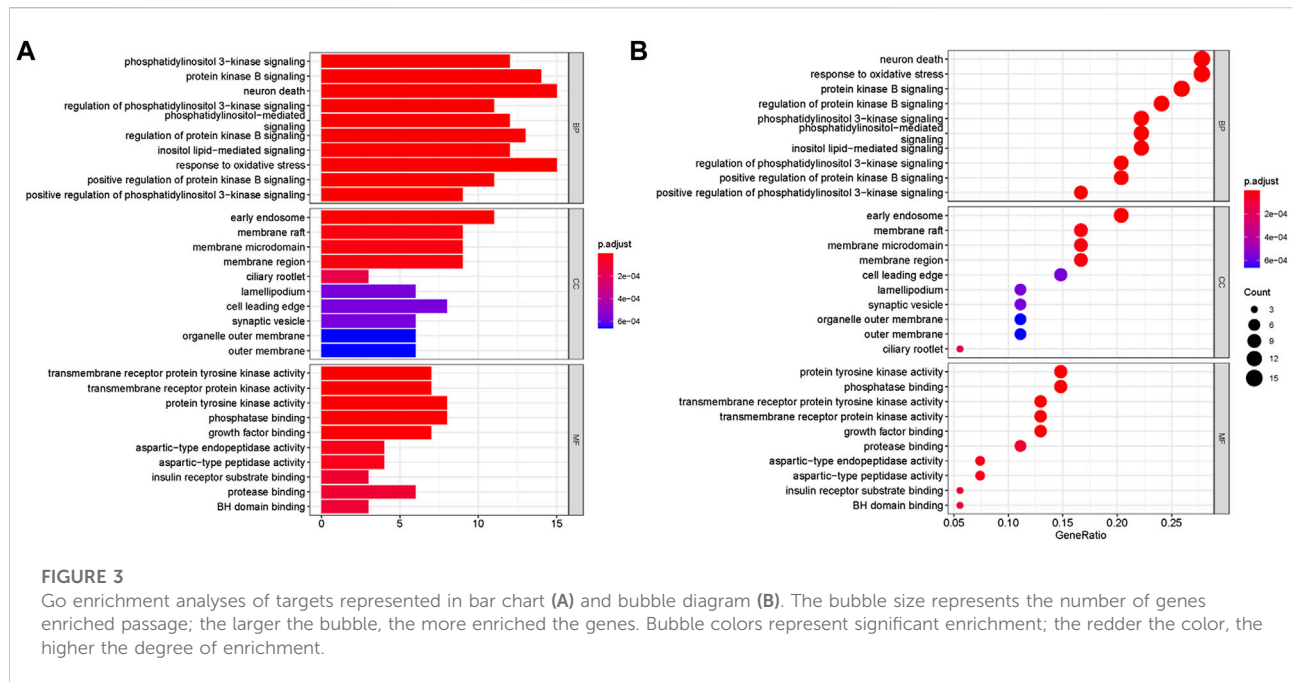 A
phosphatidylinositol 3−kinase signaling
protein kinase B signaling
neuron death
regulation of phosphatidylinositol 3−kinase signaling
phosphatidylinositol−mediated
signaling
regulation of protein kinase B signaling
inositol lipid−mediated signaling
response to oxidative stress
positive regulation of protein kinase B signaling
positive regulation of phosphatidylinositol 3−kinase signaling
BP
early endosome
membrane raft
membrane microdomain
membrane region
ciliary rootlet
lamellipodium
cell leading edge
synaptic vesicle
organelle outer membrane
outer membrane
CC
transmembrane receptor protein tyrosine kinase activity
transmembrane receptor protein kinase activity
protein tyrosine kinase activity
phosphatase binding
growth factor binding
aspartic−type endopeptidase activity
aspartic−type peptidase activity
insulin receptor substrate binding
protease binding
BH domain binding
MF
0 5 10 15
p.adjust
2e−04
4e−04
6e−04
B
neuron death
response to oxidative stress
protein kinase B signaling
regulation of protein kinase B signaling
phosphatidylinositol 3−kinase signaling
phosphatidylinositol−mediated
signaling
inositol lipid−mediated signaling
regulation of phosphatidylinositol 3−kinase signaling
positive regulation of protein kinase B signaling
positive regulation of phosphatidylinositol 3−kinase signaling
BP
early endosome
membrane raft
membrane microdomain
membrane region
cell leading edge
lamellipodium
synaptic vesicle
organelle outer membrane
outer membrane
ciliary rootlet
CC
protein tyrosine kinase activity
phosphatase binding
transmembrane receptor protein tyrosine kinase activity
transmembrane receptor protein kinase activity
growth factor binding
protease binding
aspartic−type endopeptidase activity
aspartic−type peptidase activity
insulin receptor substrate binding
BH domain binding
MF
0.05 0.10 0.15 0.20 0.25
GeneRatio
p.adjust
2e−04
4e−04
6e−04
Count
3
6
9
12
15
FIGURE 3
Go enrichment analyses of targets represented in bar chart (A) and bubble diagram (B). The bubble size represents the number of genes
enriched passage; the larger the bubble, the more enriched the genes. Bubble colors represent significant enrichment; the redder the color, the
higher the degree of enrichment.